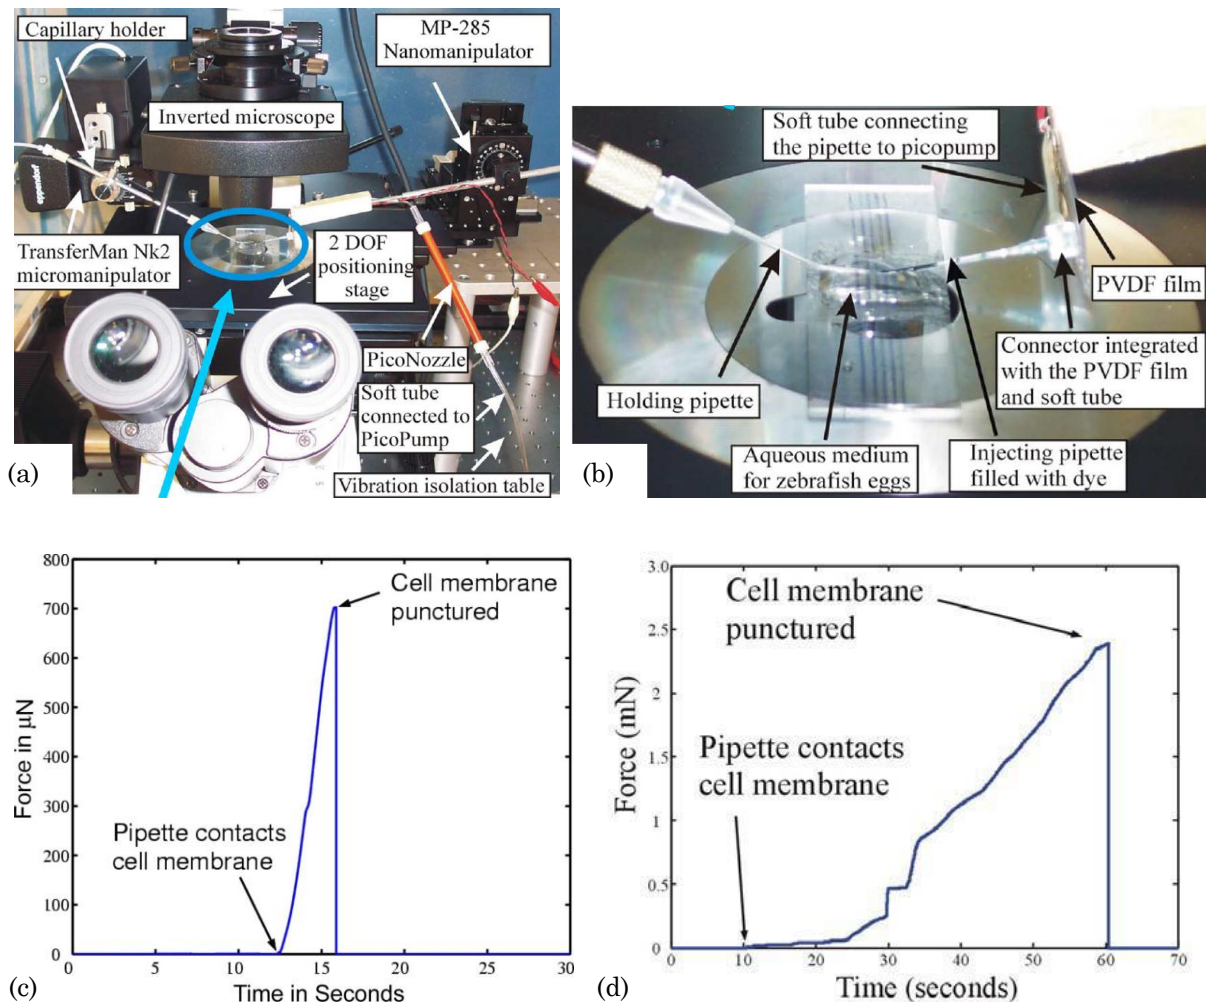 Capillary holder
MP-285
Nanomanipulator
Inverted microscope
eppendorf
TransferMan Nk2
micromanipulator
2 DOF
positioning
stage
PicoNozzle
Soft tube
connected to
PicoPump
Vibration isolation table
(a)
Soft tube connecting
the pipette to picopump
PVDF film
Holding pipette
Connector integrated
with the PVDF film
and soft tube
Aqueous medium
for zebrafish eggs
Injecting pipette
filled with dye
(b)
800
700
600
500
400
300
200
100
0
Force in µN
Cell membrane
punctured
Pipette contacts
cell membrane
0 5 10 15 20 25 30
Time in Seconds
(c)
3.0
2.5
2
1.5
1
0.5
0
Force (mN)
Cell membrane
punctured
Pipette contacts
cell membrane
0 10 20 30 40 50 60 70
Time (seconds)
(d)